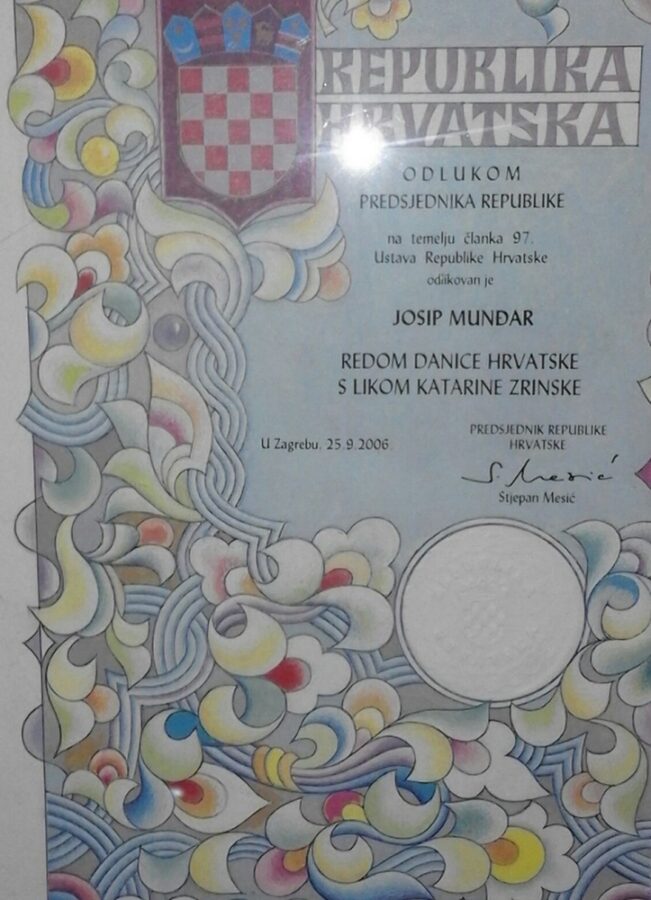 REPUBLIKA
HRVATSKA
ODLUKOM
PREDSJEDNIKA REPUBLIKE
na temelju članka 97.
Ustava Republike Hrvatske
odlikovan je
JOSIP MUNĐAR
REDOM DANICE HRVATSKE
S LIKOM KATARINE ZRINSKE
PREDSJEDNIK REPUBLIKE
HRVATSKE
U Zagrebu, 25.9.2006.
S. Mesić
Stjepan Mesić